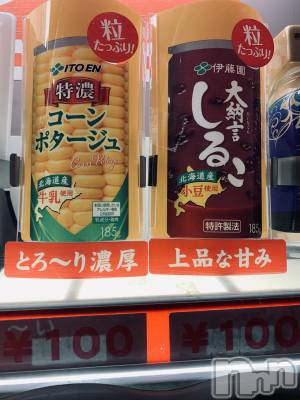 粒
たっぷり!
ITO EN
特濃
コーン
ポタージュ
北海道産
牛乳使用
185g
とろ〜り濃厚
¥100
粒
たっぷり!
伊藤園
大納言
しるこ
北海道産
小豆使用
特許製法
185g
上品な甘み
¥100